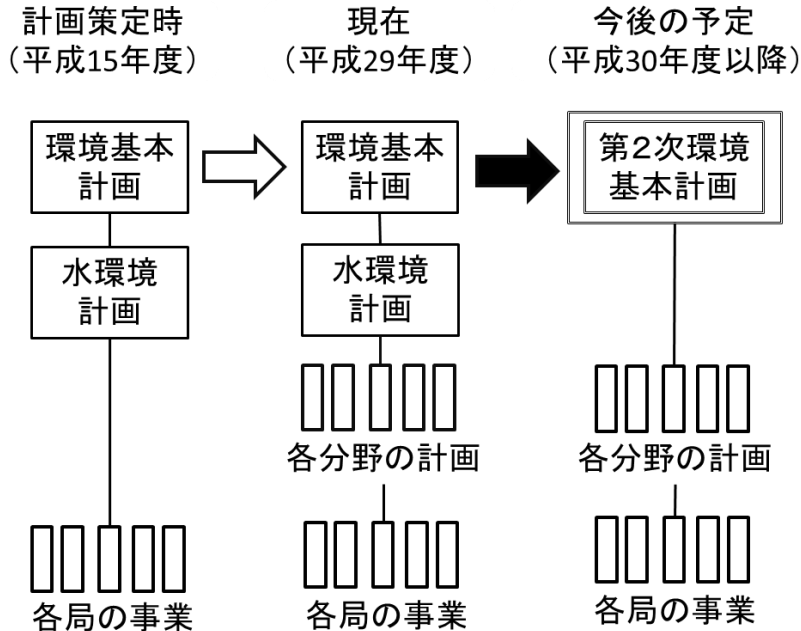 計画策定時
（平成15年度）
現在
（平成29年度）
今後の予定
（平成30年度以降）
環境基本
計画
環境基本
計画
第２次環境
基本計画
水環境
計画
水環境
計画
各分野の計画
各分野の計画
各局の事業
各局の事業
各局の事業